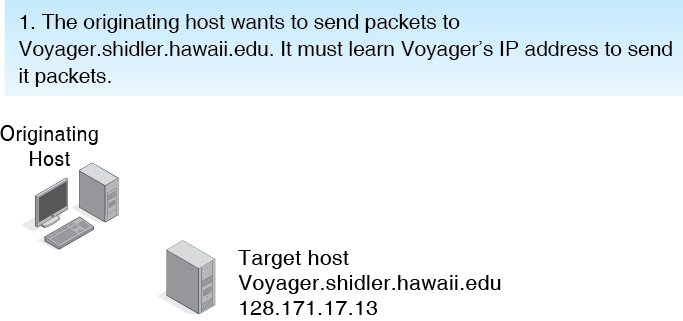 1. The originating host wants to send packets to
Voyager.shidler.hawaii.edu. It must learn Voyager’s IP address to send
it packets.
Originating
Host
Target host
Voyager.shidler.hawaii.edu
128.171.17.13